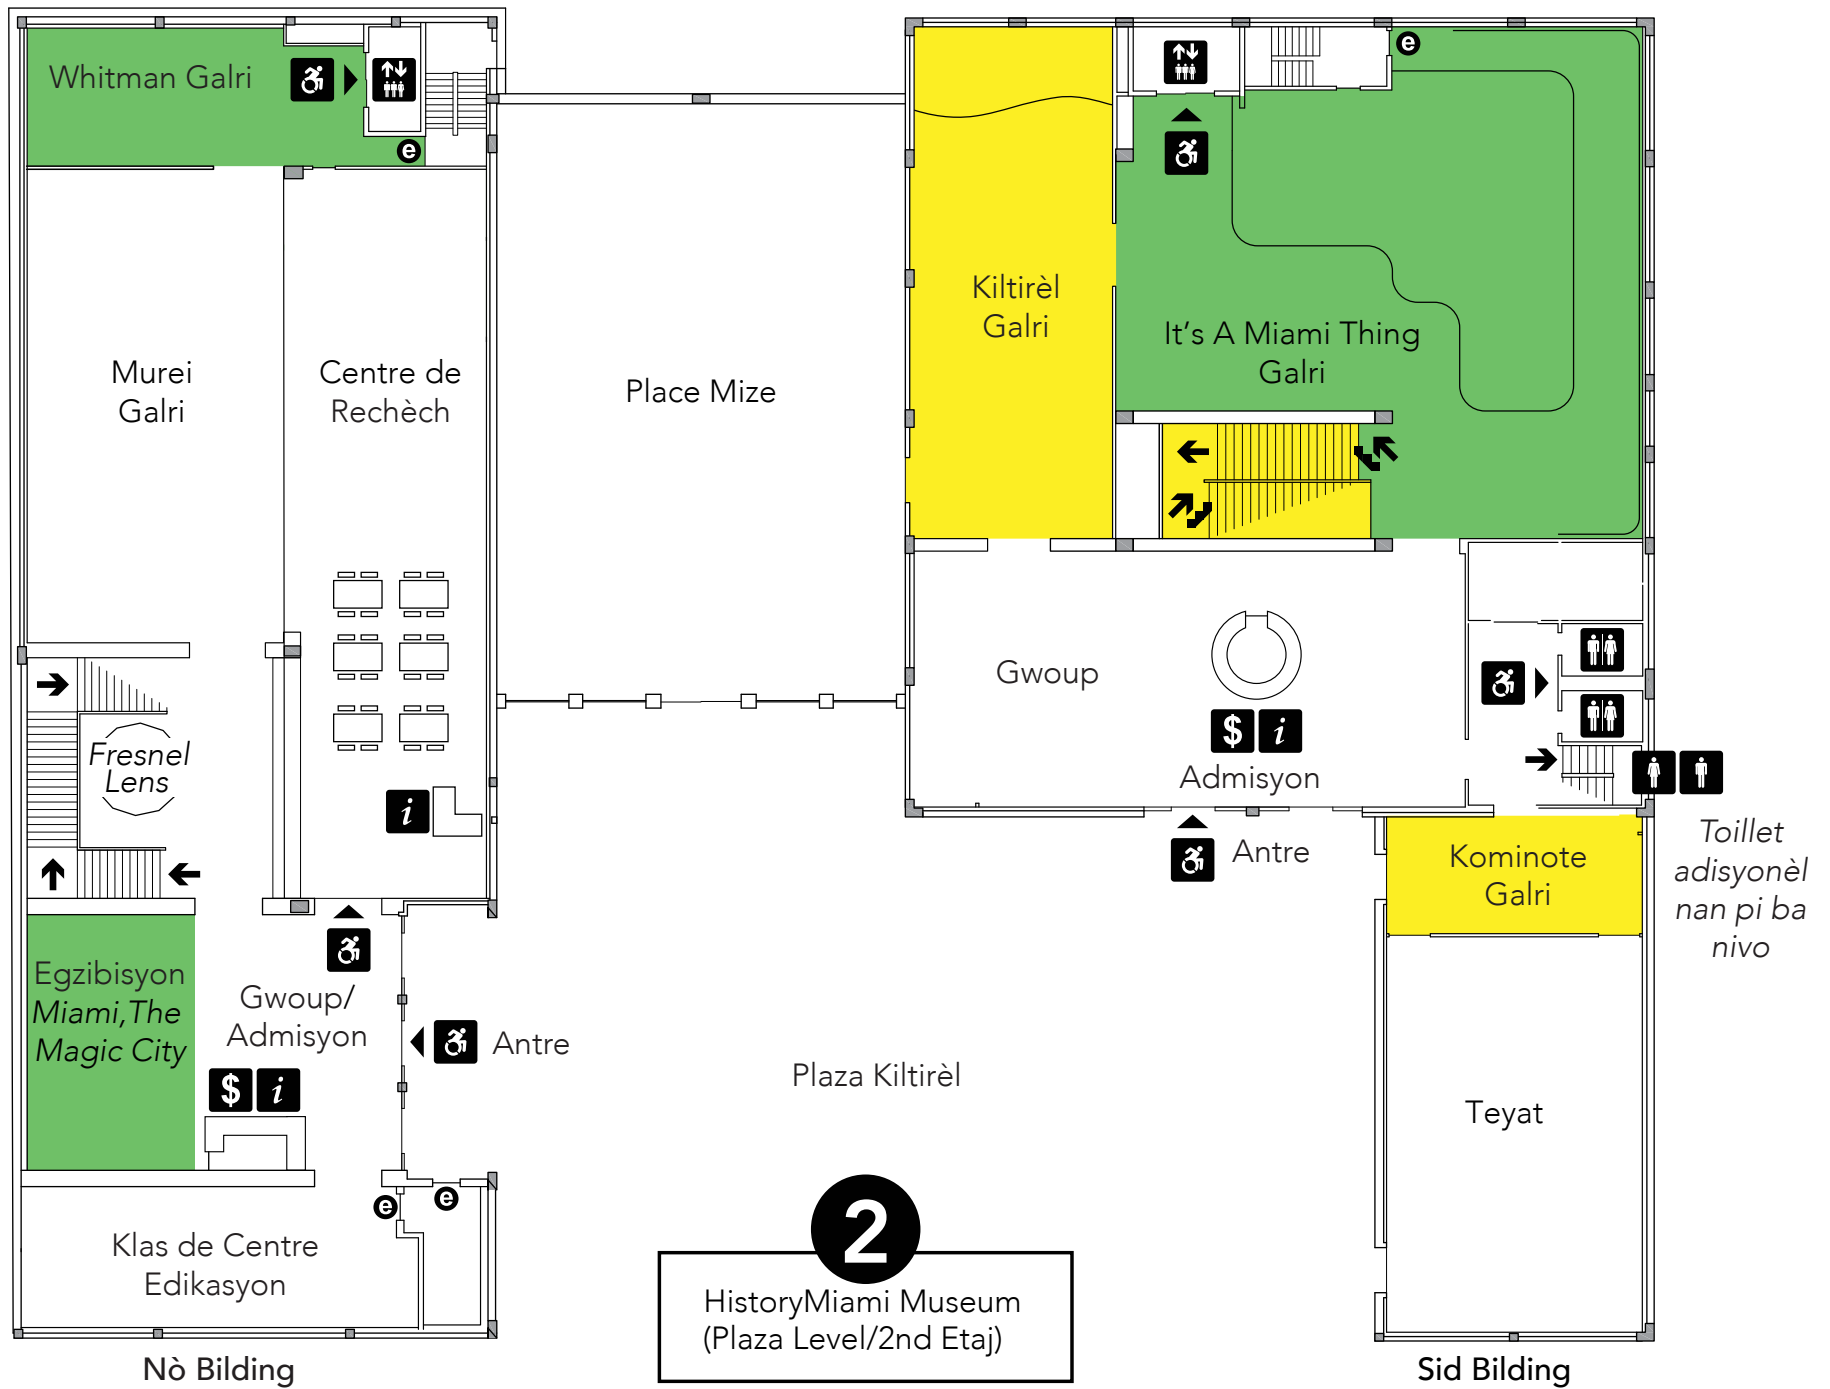 Whitman Galri
e
e
Murei
Galri
Centre de
Rechèch
Place Mize
Kiltirèl
Galri
It's A Miami Thing
Galri
Fresnel
Lens
i
Gwoup
$ i
Admisyon
Antre
Kominote
Galri
Toillet
adisyonèl
nan pi ba
nivo
Egzibisyon
Miami,The
Magic City
Gwoup/
Admisyon
$ i
Antre
Plaza Kiltirèl
Teyat
e
e
Klas de Centre
Edikasyon
2
HistoryMiami Museum
(Plaza Level/2nd Etaj)
Nò Bilding
Sid Bilding